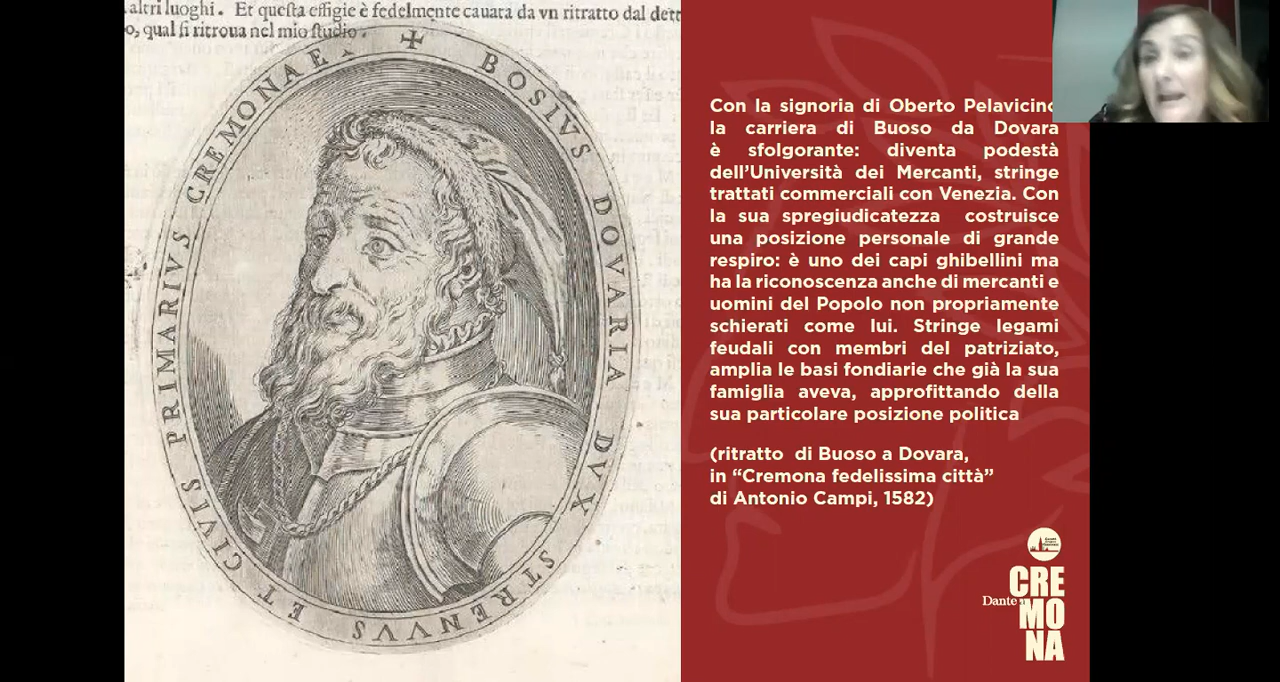 altri luoghi. Et questa effigie è fedelmente cauata da vn ritratto dal dett
o, qual si ritroua nel mio studio.
BOSIVS DOVARIA DVX STRENVVS ET CIVIS PRIMARIVS CREMONAE
Con la signoria di Oberto Pelavicino
la carriera di Buoso da Dovara
è sfolgorante: diventa podestà
dell’Università dei Mercanti, stringe
trattati commerciali con Venezia. Con
la sua spregiudicatezza costruisce
una posizione personale di grande
respiro: è uno dei capi ghibellini ma
ha la riconoscenza anche di mercanti e
uomini del Popolo non propriamente
schierati come lui. Stringe legami
feudali con membri del patriziato,
amplia le basi fondiarie che già la sua
famiglia aveva, approfittando della
sua particolare posizione politica
(ritratto di Buoso a Dovara,
in “Cremona fedelissima città”
di Antonio Campi, 1582)
CRE
Dante MO
NA